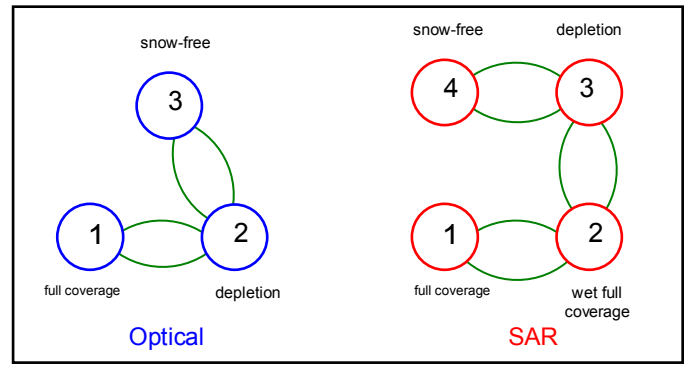 snow-free
3
1
2
full coverage
depletion
Optical
snow-free
depletion
4
3
1
2
full coverage
wet full
coverage
SAR